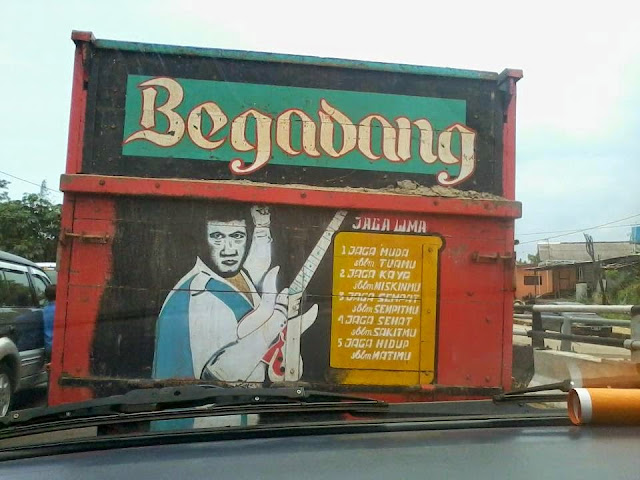 Begadang
JAGA LIMA
1 JAGA MUDA
sblm TUAMU
2 JAGA KAYA
sblm MISKINMU
3 JAGA SEMPAT
sblm SEMPITMU
4 JAGA SEHAT
sblm SAKITMU
5 JAGA HIDUP
sblm MATIMU